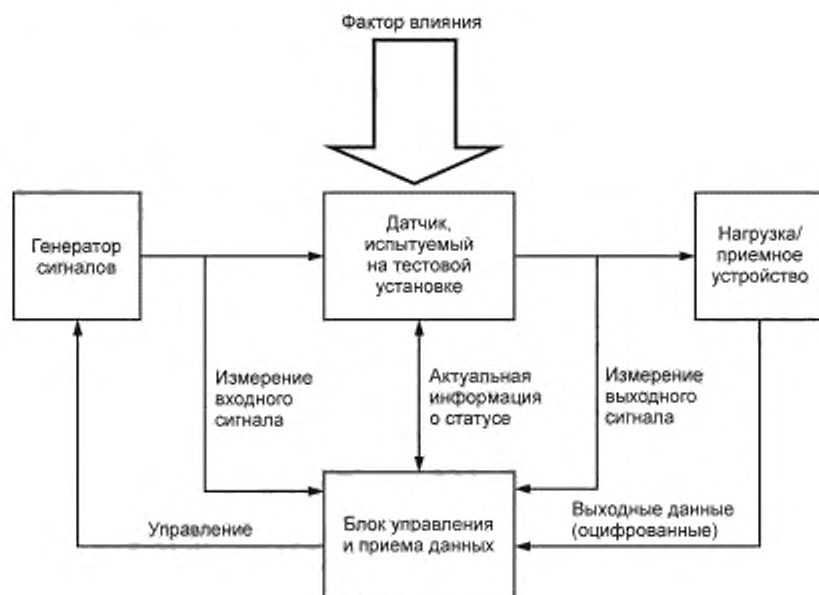 Фактор влияния
Генератор
сигналов
Датчик,
испытуемый
на тестовой
установке
Нагрузка/
приемное
устройство
Измерение
входного
сигнала
Актуальная
информация
о статусе
Измерение
выходного
сигнала
Управление
Блок управления
и приема данных
Выходные данные
(оцифрованные)